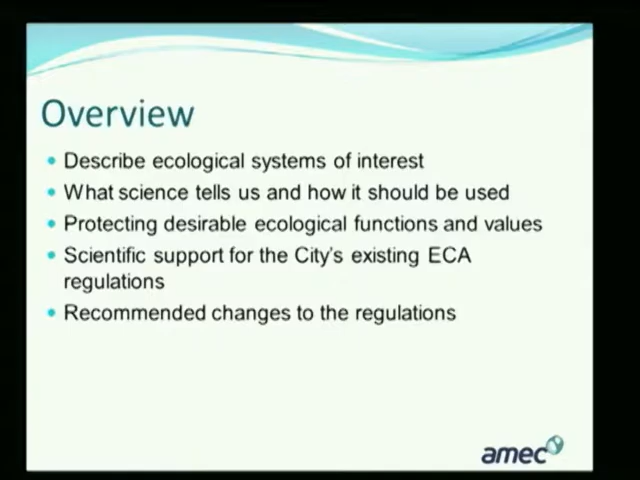 Overview
Describe ecological systems of interest
What science tells us and how it should be used
Protecting desirable ecological functions and values
Scientific support for the City's existing ECA
regulations
Recommended changes to the regulations
amec